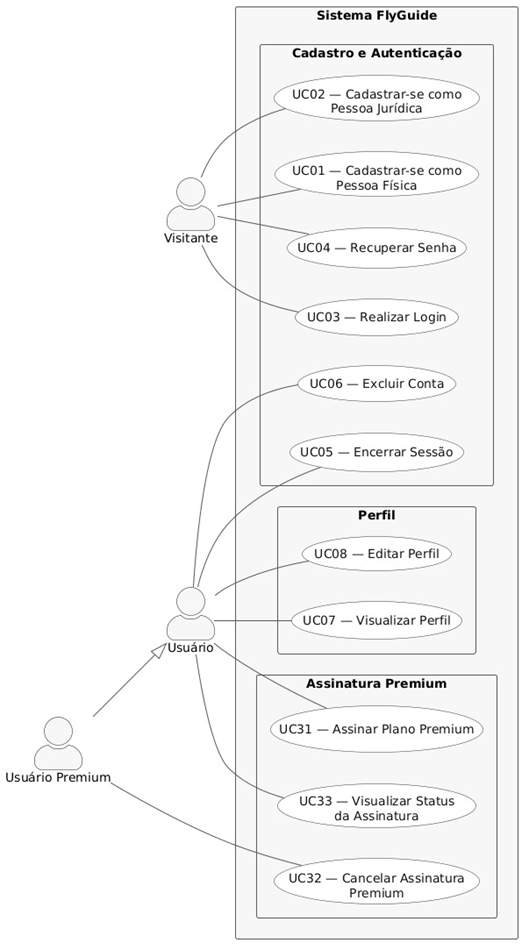 Sistema FlyGuide
Cadastro e Autenticação
UC02 — Cadastrar-se como
Pessoa Jurídica
UC01 — Cadastrar-se como
Pessoa Física
Visitante
UC04 — Recuperar Senha
UC03 — Realizar Login
UC06 — Excluir Conta
UC05 — Encerrar Sessão
Perfil
UC08 — Editar Perfil
UC07 — Visualizar Perfil
Usuário
Assinatura Premium
UC31 — Assinar Plano Premium
Usuário Premium
UC33 — Visualizar Status
da Assinatura
UC32 — Cancelar Assinatura
Premium